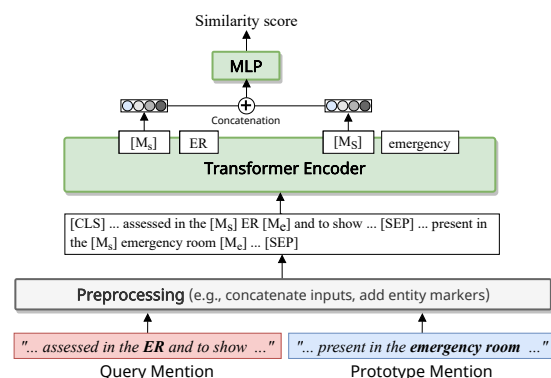 Similarity score
MLP
Concatenation
[Ms] ER [MS] emergency
Transformer Encoder
[CLS] ... assessed in the [Ms] ER [Me] and to show ... [SEP] ... present in
the [Ms] emergency room [Me] ... [SEP]
Preprocessing (e.g., concatenate inputs, add entity markers)
"... assessed in the ER and to show ..." "... present in the emergency room ..."
Query Mention Prototype Mention